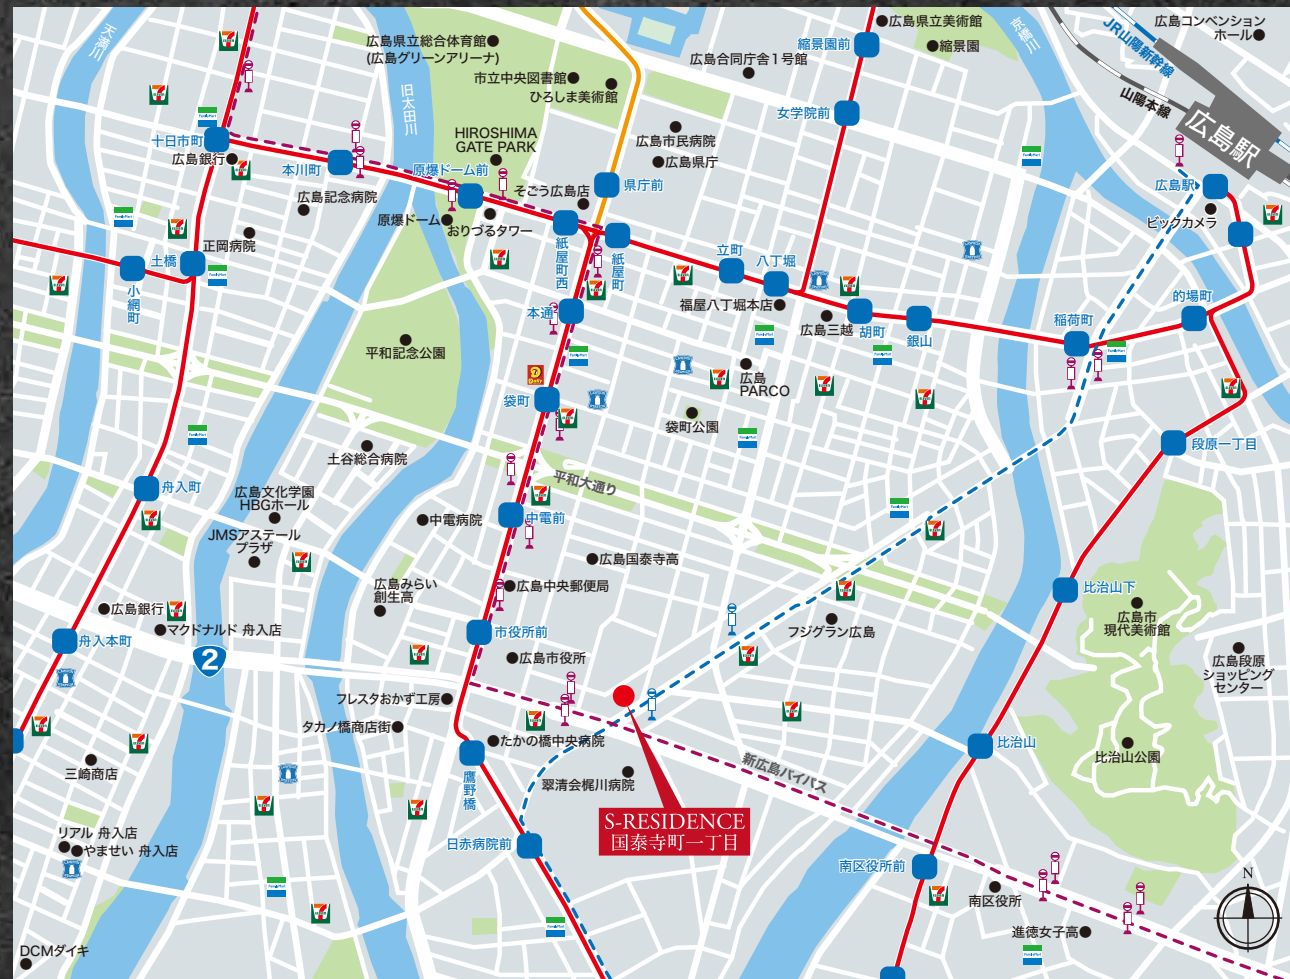 天満川
広島県立総合体育館
(広島グリーンアリーナ)
市立中央図書館
ひろしま美術館
旧太田川
HIROSHIMA
GATE PARK
広島県立美術館
縮景園前
縮景園
広島合同庁舎1号館
京橋川
JR山陽新幹線
山陽本線
広島コンベンション
ホール
広島駅
女学院前
広島市民病院
広島県庁
十日市町
広島銀行
本川町
原爆ドーム前
広島記念病院
そごう広島店
県庁前
広島駅
ビックカメラ
原爆ドーム
おりづるタワー
正岡病院
土橋
小網町
紙屋町西
紙屋町
立町
八丁堀
福屋八丁堀本店
広島三越
胡町
銀山
稲荷町
的場町
本通
平和記念公園
広島
PARCO
袋町
袋町公園
段原一丁目
土谷総合病院
平和大通り
舟入町
広島文化学園
HBGホール
JMSアステール
プラザ
中電病院
中電前
広島国泰寺高
広島みらい
創生高
広島中央郵便局
比治山下
広島市
現代美術館
広島銀行
マクドナルド 舟入店
舟入本町
2
市役所前
広島市役所
フジグラン広島
広島段原
ショッピング
センター
フレスタおかず工房
タカノ橋商店街
たかの橋中央病院
鷹野橋
翠清会梶川病院
新広島バイパス
比治山
比治山公園
三崎商店
S-RESIDENCE
国泰寺町一丁目
リアル 舟入店
やませい 舟入店
日赤病院前
南区役所前
南区役所
進徳女子高
N
DCMダイキ